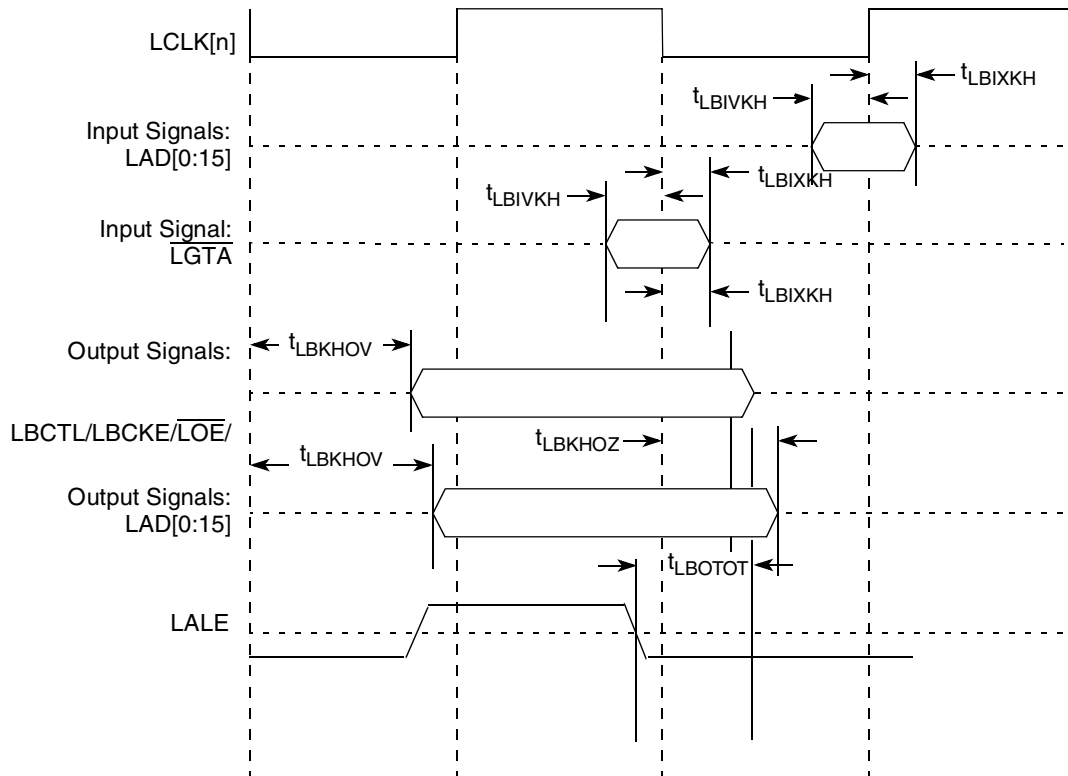 LCLK[n]
tLBIXKH
tLBIVKH
Input Signals:
LAD[0:15]
tLBIXKH
tLBIVKH
Input Signal:
LGTA
tLBIXKH
tLBKHOV
Output Signals:
LBCTL/LBCKE/LOE/
tLBKHOZ
tLBKHOV
Output Signals:
LAD[0:15]
tLBOTOT
LALE